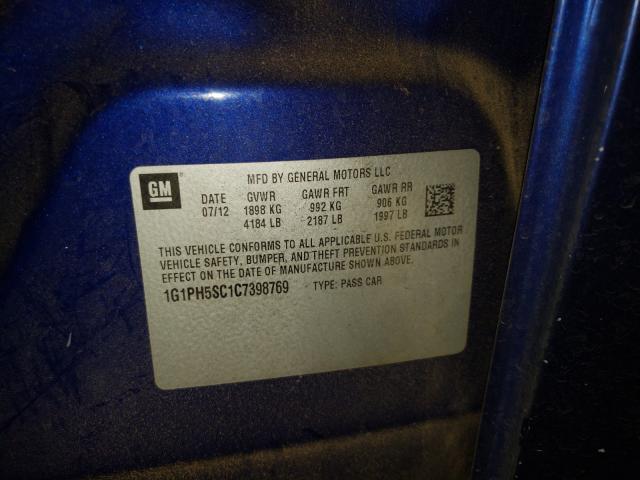 GM
MFD BY GENERAL MOTORS LLC
DATE GVWR GAWR FRT GAWR RR
07/12 1898 KG 992 KG 906 KG
4184 LB 2187 LB 1997 LB
THIS VEHICLE CONFORMS TO ALL APPLICABLE U.S. FEDERAL MOTOR
VEHICLE SAFETY, BUMPER, AND THEFT PREVENTION STANDARDS IN
EFFECT ON THE DATE OF MANUFACTURE SHOWN ABOVE.
1G1PH5SC1C7398769 TYPE: PASS CAR